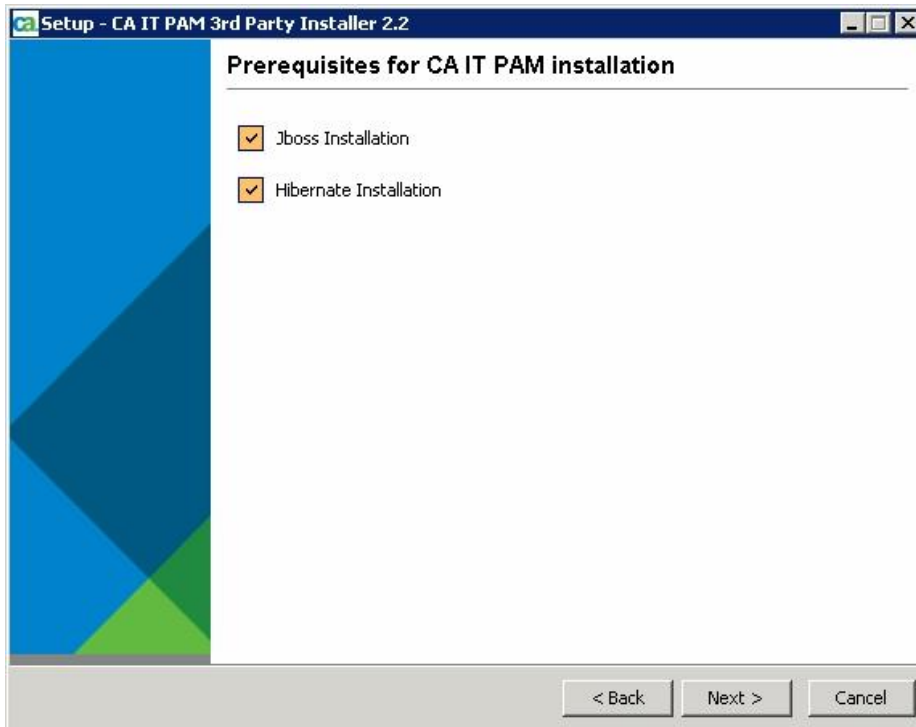 ca Setup - CA IT PAM 3rd Party Installer 2.2
Prerequisites for CA IT PAM installation
Jboss Installation
Hibernate Installation
< Back
Next >
Cancel